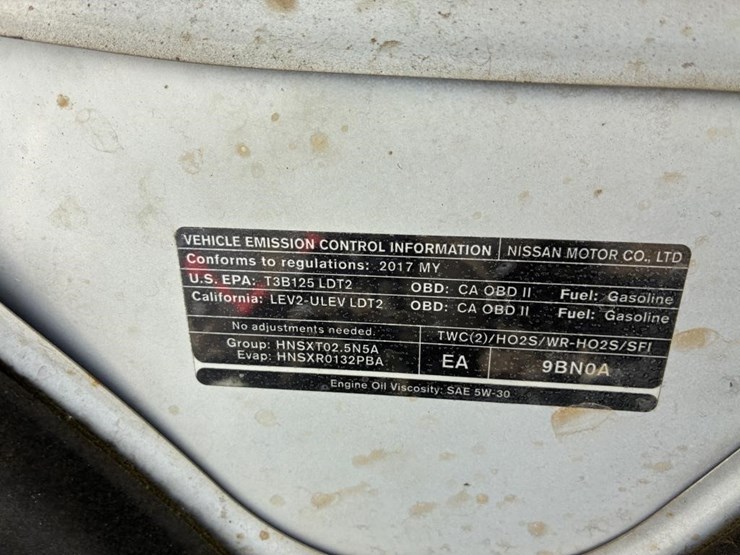 VEHICLE EMISSION CONTROL INFORMATION NISSAN MOTOR CO., LTD
Conforms to regulations: 2017 MY
U.S. EPA: T3B125 LDT2 OBD: CA OBD II Fuel: Gasoline
California: LEV2-ULEV LDT2 OBD: CA OBD II Fuel: Gasoline
No adjustments needed. TWC(2)/HO2S/WR-HO2S/SFI
Group: HNSXT02.5N5A
Evap: HNSXR0132PBA EA 9BN0A
Engine Oil Viscosity: SAE 5W-30